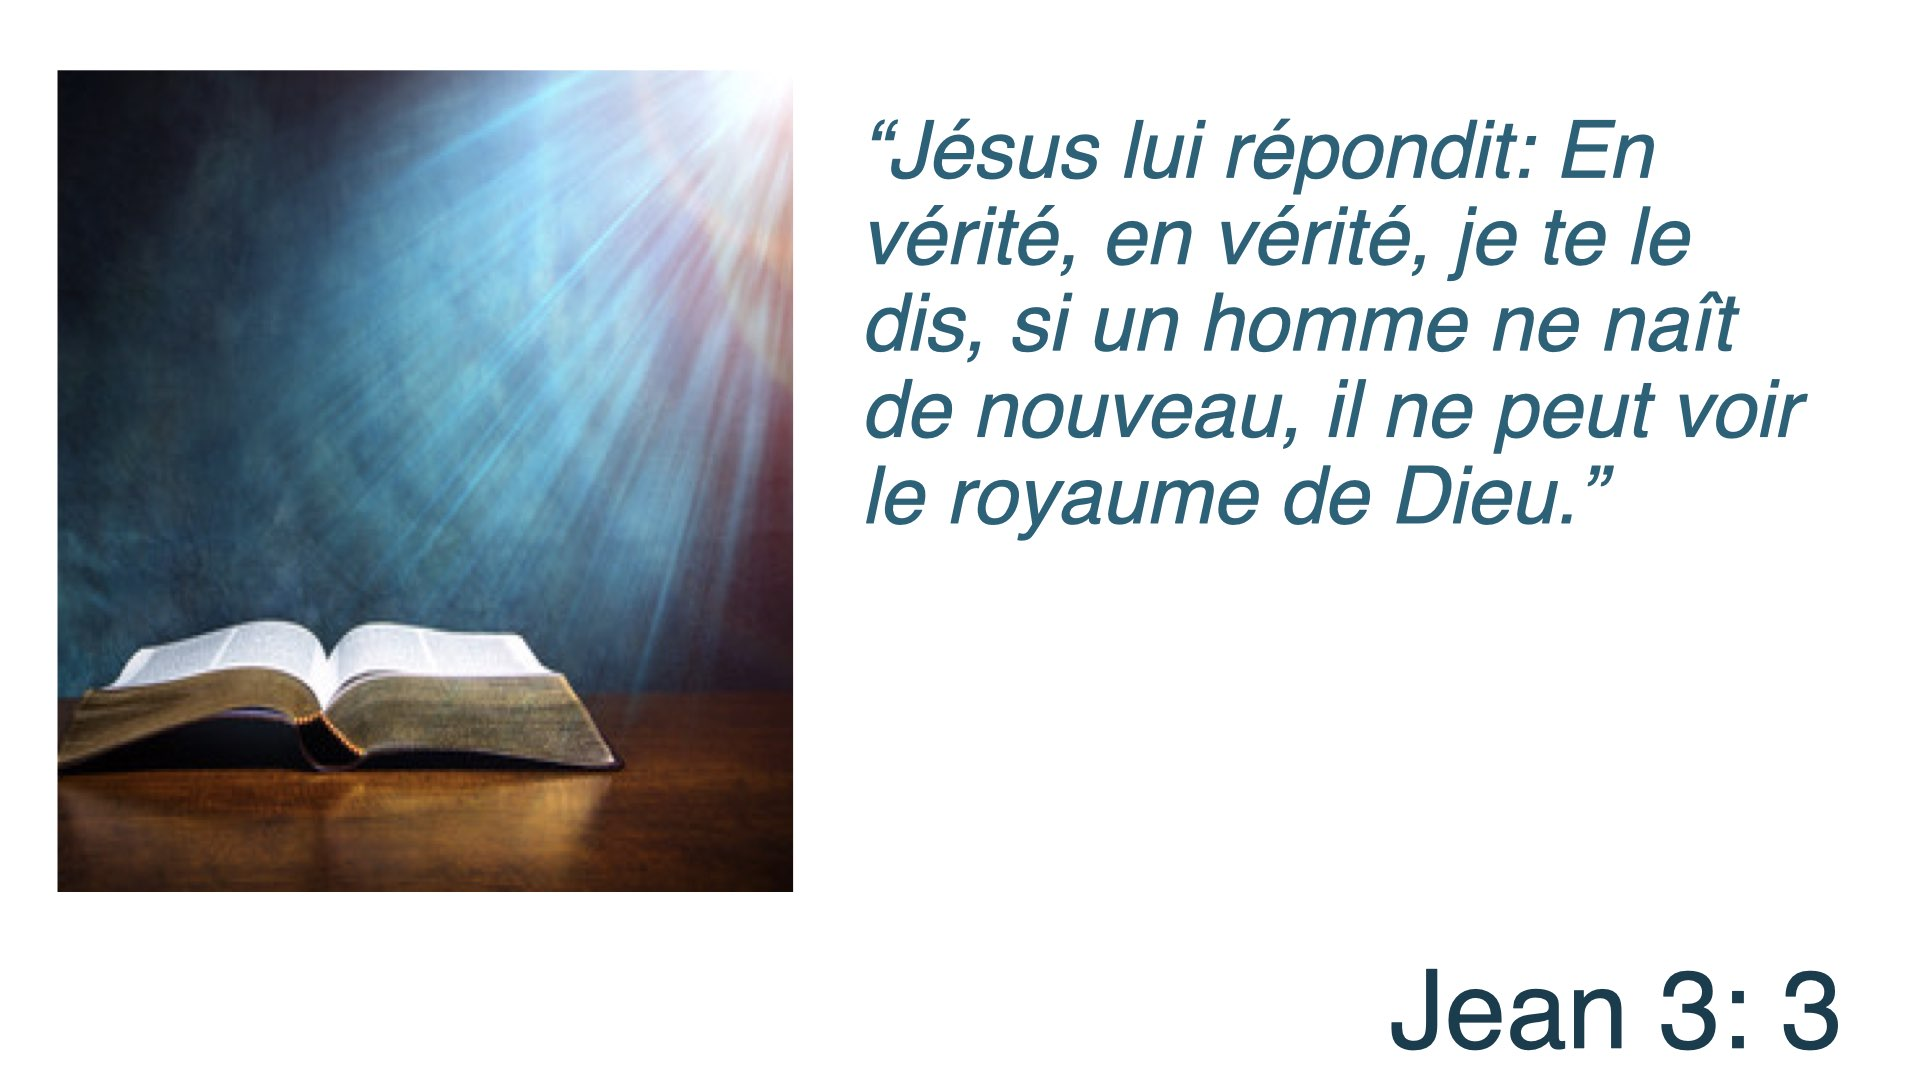 “Jésus lui répondit: En
vérité, en vérité, je te le
dis, si un homme ne naît
de nouveau, il ne peut voir
le royaume de Dieu.”
Jean 3: 3